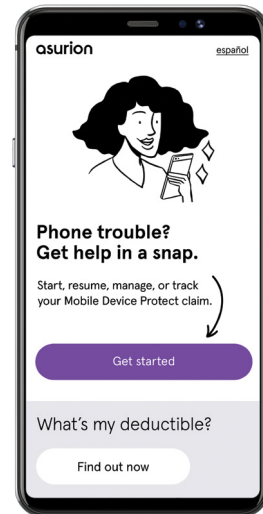 asurion
español
Phone trouble?
Get help in a snap.
Start, resume, manage, or track
your Mobile Device Protect claim.
Get started
What's my deductible?
Find out now